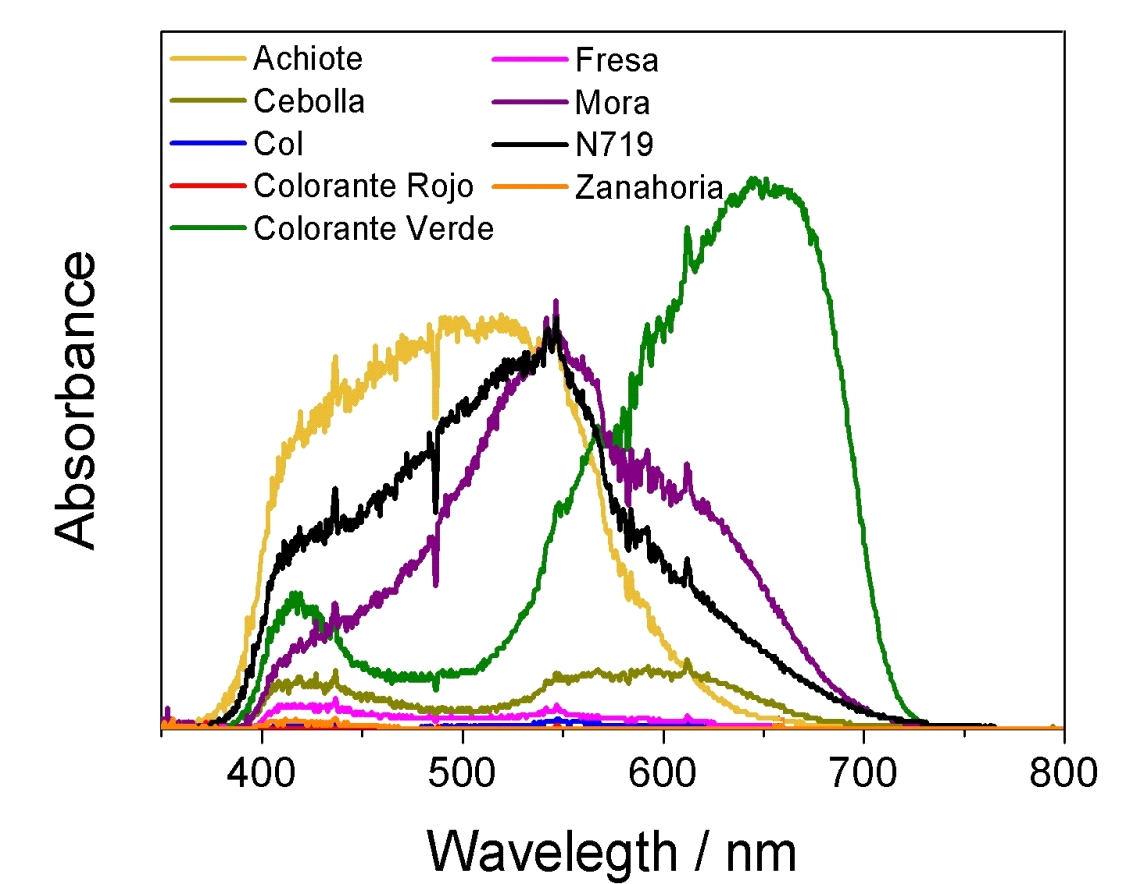 Achiote
Cebolla
Col
Colorante Rojo
Colorante Verde
Fresa
Mora
N719
Zanahoria
Absorbance
400 500 600 700 800
Wavelegth / nm